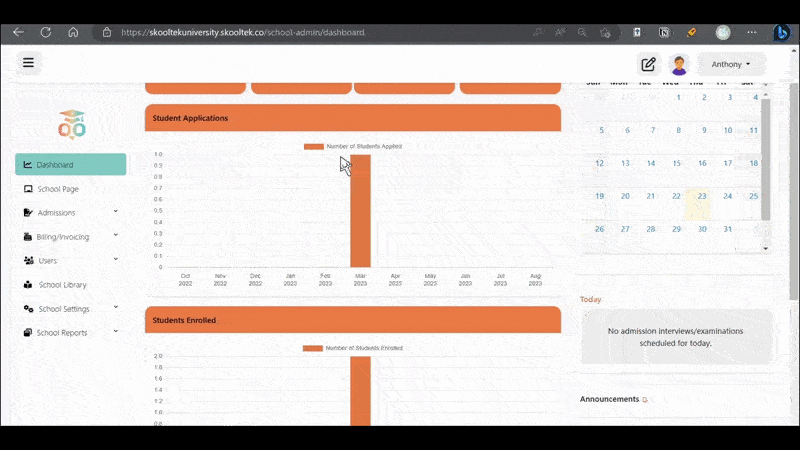 https://skooltekuniversity.skooltek.co/school-admin/dashboard
Anthony
Dashboard
School Page
Admissions
Billing/Invoicing
Users
School Library
School Settings
School Reports
Student Applications
Number of Students Applied
1.0
0.9
0.8
0.7
0.6
0.5
0.4
0.3
0.2
0.1
0
Oct 2022
Nov 2022
Dec 2022
Jan 2023
Feb 2023
Mar 2023
Apr 2023
May 2023
Jun 2023
Jul 2023
Aug 2023
Students Enrolled
Number of Students Enrolled
2.0
1.8
1.6
1.4
1.2
1.0
0.8
Sun Mon Tue Wed Thu Fri Sat
1 2 3 4
5 6 7 8 9 10 11
12 13 14 15 16 17 18
19 20 21 22 23 24 25
26 27 28 29 30 31
Today
No admission interviews/examinations
scheduled for today.
Announcements